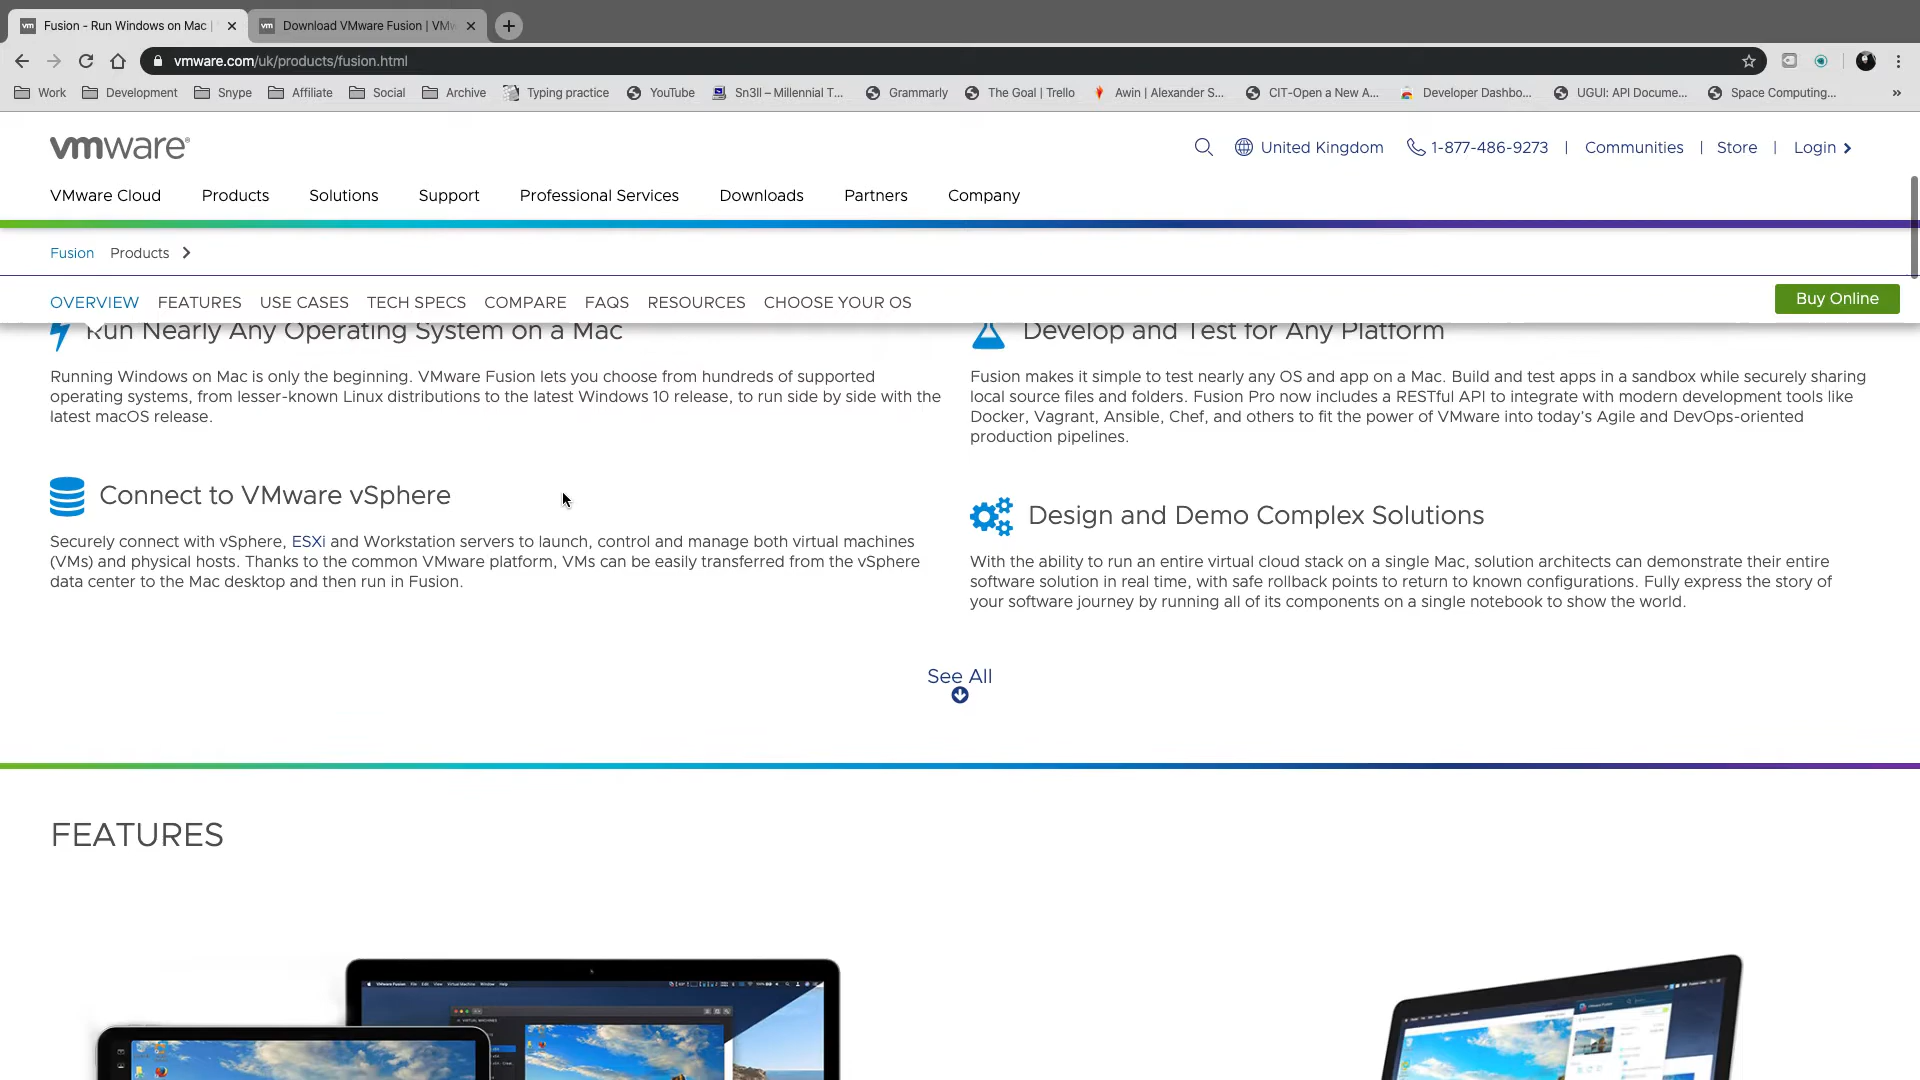 Fusion - Run Windows on Mac |
Download VMware Fusion | VMw
vmware.com/uk/products/fusion.html
Work Development Snype Affiliate Social Archive Typing practice YouTube Sn3ll – Millennial T... Grammarly The Goal | Trello Awin | Alexander S... CIT-Open a New A... Developer Dashbo... UGUI: API Docume... Space Computing... »
vmware®
United Kingdom 1-877-486-9273 | Communities | Store | Login
VMware Cloud Products Solutions Support Professional Services Downloads Partners Company
Fusion Products
OVERVIEW FEATURES USE CASES TECH SPECS COMPARE FAQS RESOURCES CHOOSE YOUR OS
Buy Online
Run Nearly Any Operating System on a Mac
Running Windows on Mac is only the beginning. VMware Fusion lets you choose from hundreds of supported
operating systems, from lesser-known Linux distributions to the latest Windows 10 release, to run side by side with the
latest macOS release.
Develop and Test for Any Platform
Fusion makes it simple to test nearly any OS and app on a Mac. Build and test apps in a sandbox while securely sharing
local source files and folders. Fusion Pro now includes a RESTful API to integrate with modern development tools like
Docker, Vagrant, Ansible, Chef, and others to fit the power of VMware into today's Agile and DevOps-oriented
production pipelines.
Connect to VMware vSphere
Securely connect with vSphere, ESXi and Workstation servers to launch, control and manage both virtual machines
(VMs) and physical hosts. Thanks to the common VMware platform, VMs can be easily transferred from the vSphere
data center to the Mac desktop and then run in Fusion.
Design and Demo Complex Solutions
With the ability to run an entire virtual cloud stack on a single Mac, solution architects can demonstrate their entire
software solution in real time, with safe rollback points to return to known configurations. Fully express the story of
your software journey by running all of its components on a single notebook to show the world.
See All
FEATURES